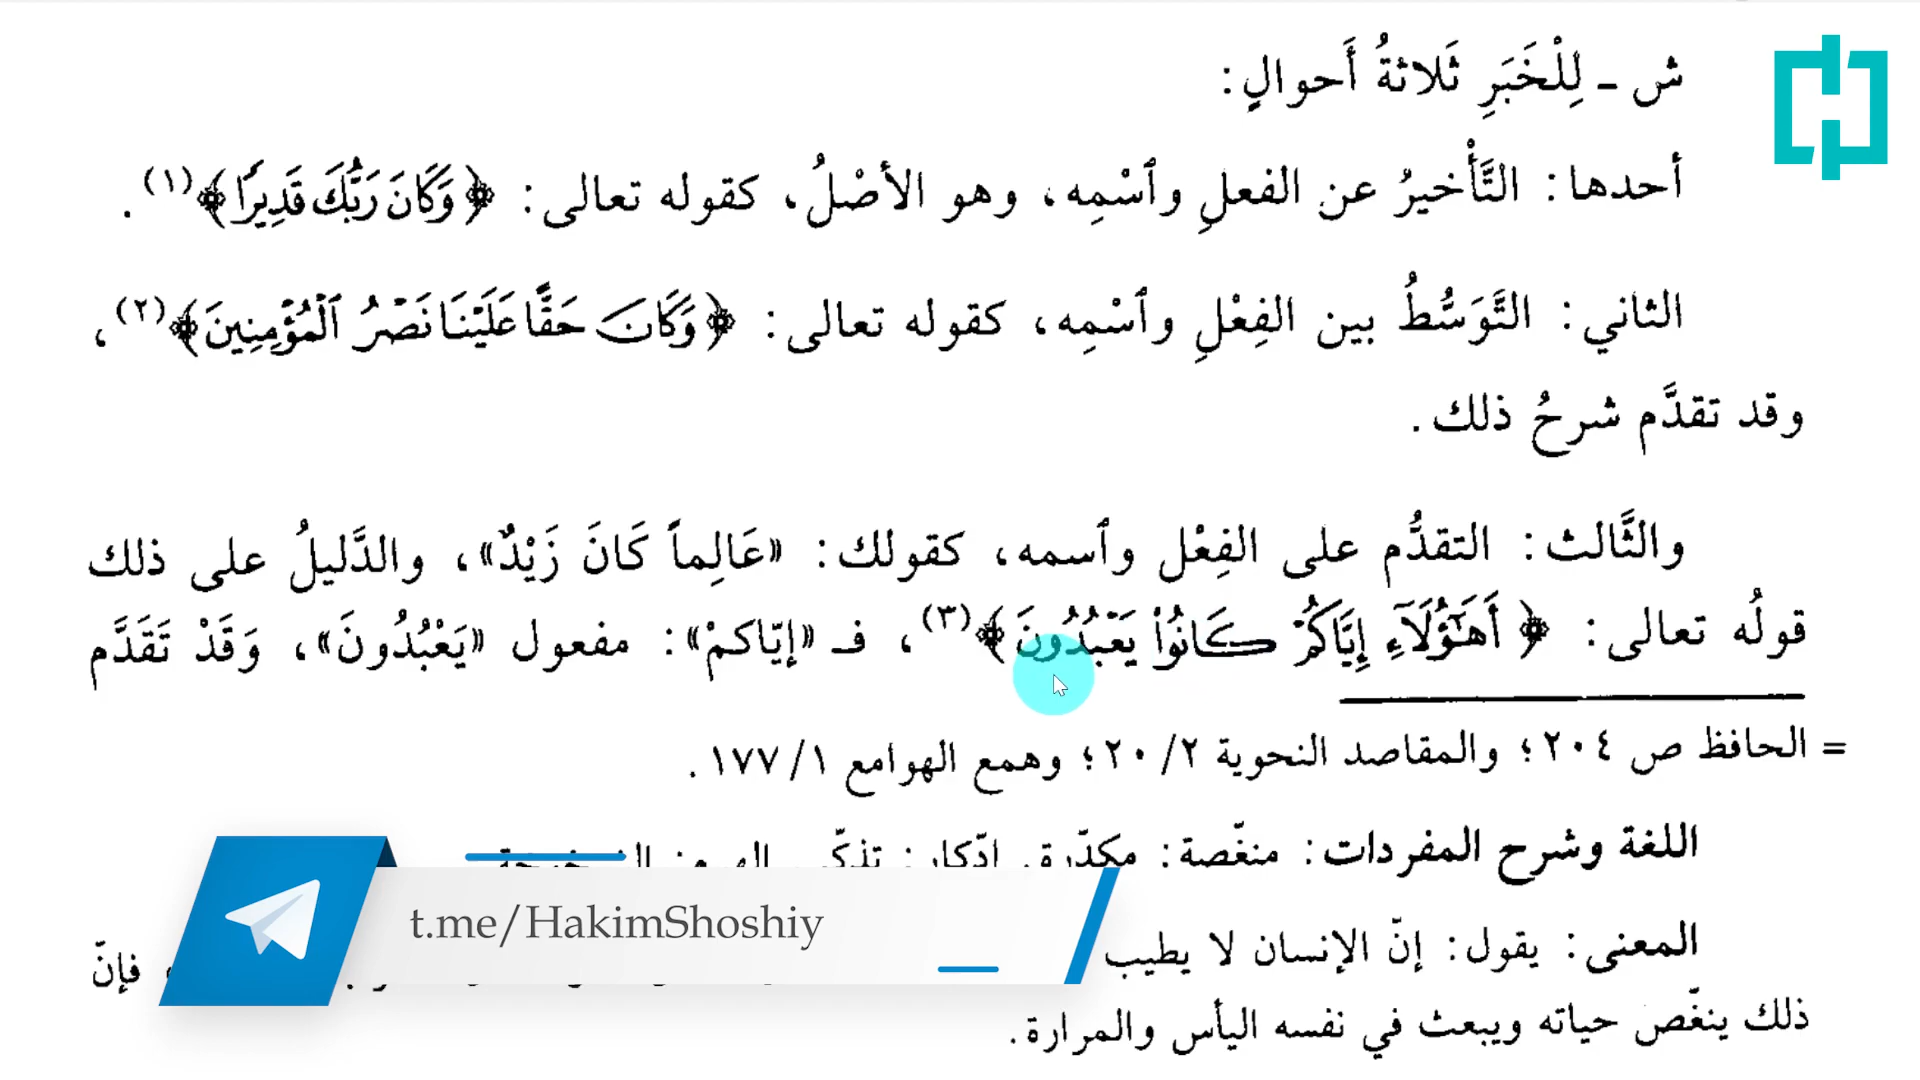 ش ـ لِلْخَبَرِ ثَلاثةُ أَحوالٍ:
أحدها: التَّأْخيرُ عن الفعلِ وٱسْمِه، وهو الأصْلُ، كقوله تعالى: ﴿وَكَانَ رَبُّكَ قَدِيرًا﴾(١).
الثاني: التَّوَسُّطُ بين الفِعْلِ وٱسْمِه، كقوله تعالى: ﴿وَكَانَ حَقًّا عَلَيْنَا نَصْرُ ٱلْمُؤْمِنِينَ﴾(٢)،
وقد تقدَّم شرحُ ذلك.
والثَّالث: التقدُّم على الفِعْل وٱسمه، كقولك: «عَالِماً كَانَ زَيْدٌ»، والدَّليلُ على ذلك
قولُه تعالى: ﴿أَهَٰٓؤُلَآءِ إِيَّاكُمْ كَانُوا۟ يَعْبُدُونَ﴾(٣)، فـ «إيّاكمْ»: مفعول «يَعْبُدُونَ»، وَقَدْ تَقَدَّم
= الحافظ ص ٢٠٤؛ والمقاصد النحوية ٢/٢٠؛ وهمع الهوامع ١/١٧٧.
اللغة وشرح المفردات: منغّصة: مكدّرة. ادّكار: تذكّر.
t.me/HakimShoshiy
المعنى: يقول: إنّ الإنسان لا يطيب فإنّ
ذلك ينغّص حياته ويبعث في نفسه اليأس والمرارة.